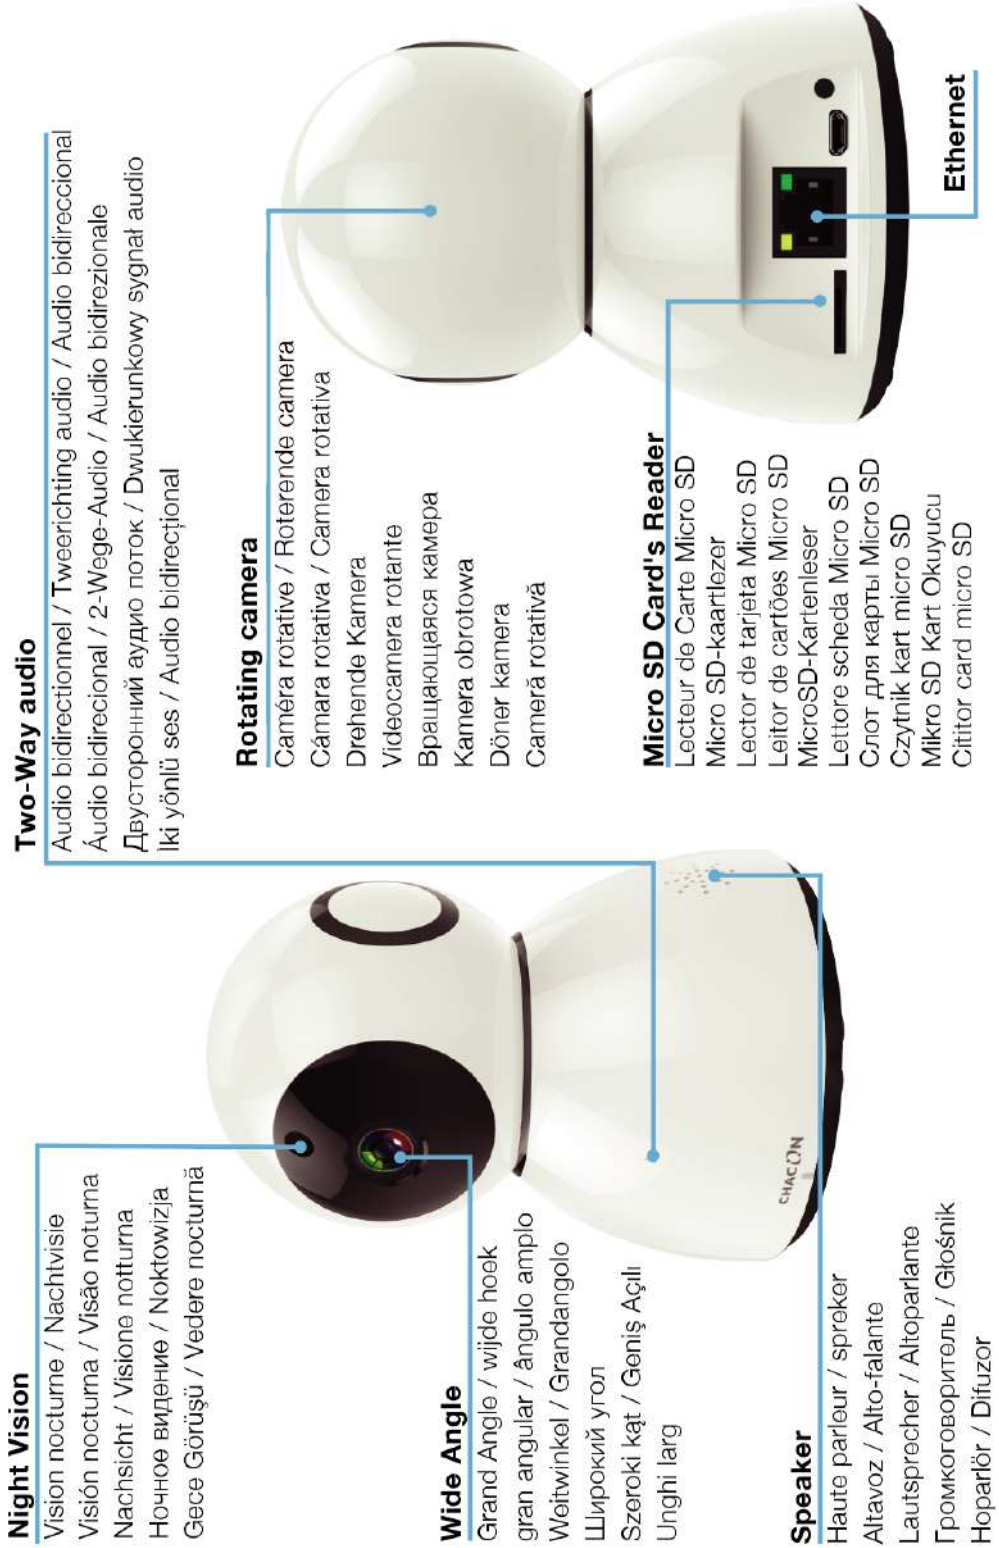 Night Vision
Vision nocturne / Nachtvisie
Visión nocturna / Visão noturna
Nachsicht / Visione notturna
Ночное видение / Noktowizja
Gece Görüşü / Vedere nocturnă
Two-Way audio
Audio bidirectionnel / Tweerichting audio / Audio bidireccional
Áudio bidirecional / 2-Wege-Audio / Audio bidirezionale
Двусторонний аудио поток / Dwukierunkowy sygnał audio
İki yönlü ses / Audio bidirecțional
Wide Angle
Grand Angle / wijde hoek
gran angular / ângulo amplo
Weitwinkel / Grandangolo
Широкий угол
Szeroki kąt / Geniş Açılı
Unghi larg
Rotating camera
Caméra rotative / Roterende camera
Cámara rotativa / Camera rotativa
Drehende Kamera
Videocamera rotante
Вращающаяся камера
Kamera obrotowa
Döner kamera
Cameră rotativă
CHACON
Speaker
Haute parleur / spreker
Altavoz / Alto-falante
Lautsprecher / Altoparlante
Громкоговоритель / Głośnik
Hoparlör / Difuzor
Micro SD Card's Reader
Lecteur de Carte Micro SD
Micro SD-kaartlezer
Lector de tarjeta Micro SD
Leitor de cartões Micro SD
MicroSD-Kartenleser
Lettore scheda Micro SD
Слот для карты Micro SD
Czytnik kart micro SD
Mikro SD Kart Okuyucu
Cititor card micro SD
Ethernet